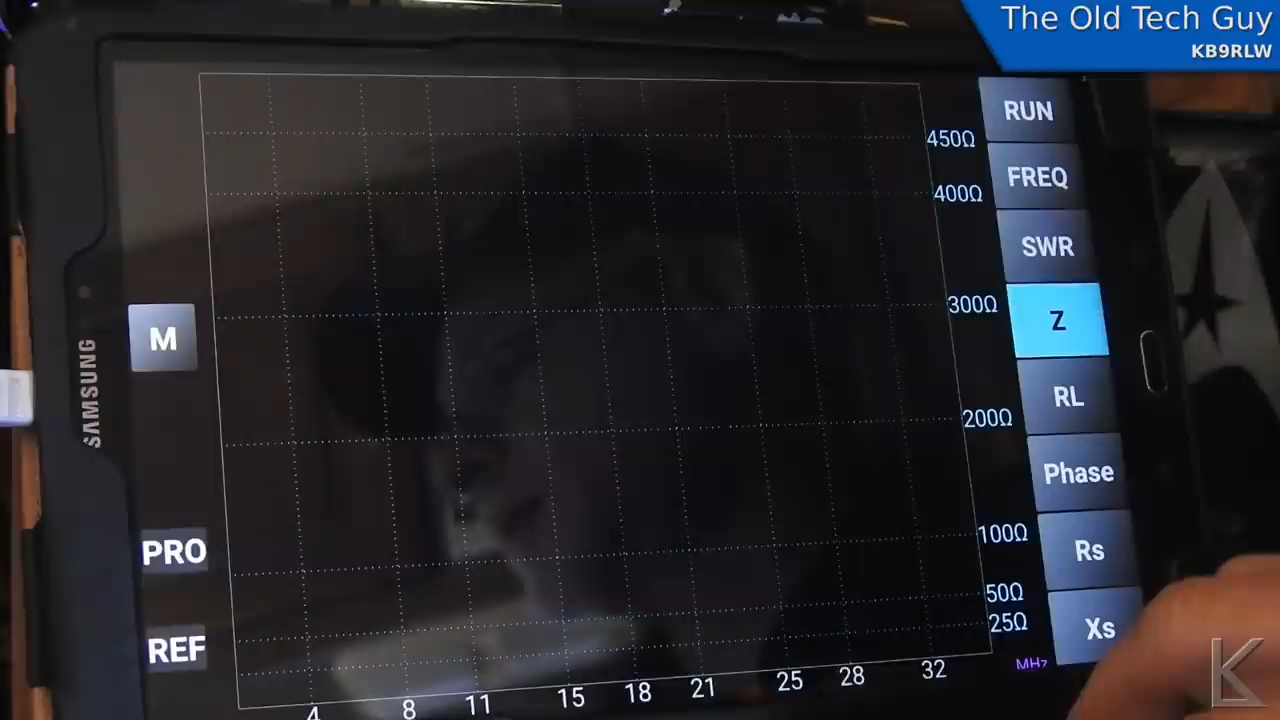 The Old Tech Guy
KB9RLW
RUN
450Ω
FREQ
400Ω
SWR
300Ω
Z
M
SAMSUNG
RL
200Ω
Phase
100Ω
Rs
PRO
50Ω
25Ω
Xs
REF
MHz
4 8 11 15 18 21 25 28 32
K